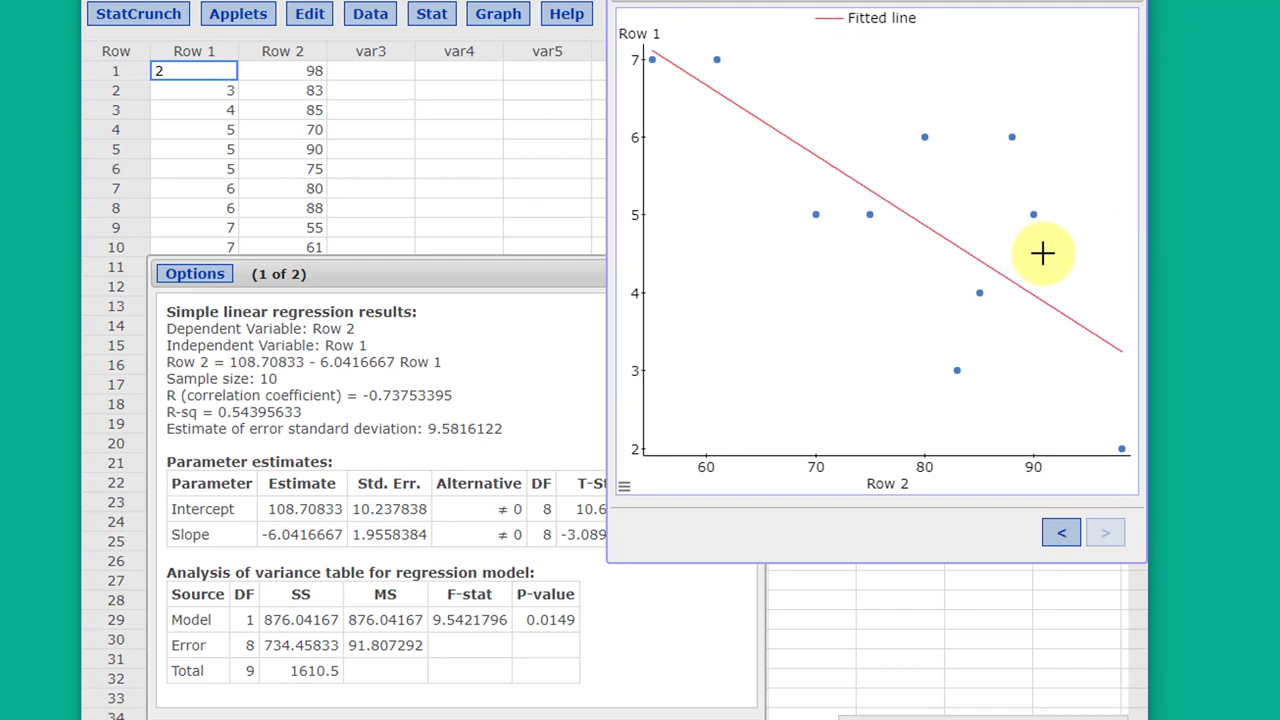 StatCrunch Applets Edit Data Stat Graph Help
Row Row 1 Row 2 var3 var4 var5
1 2 98
2 3 83
3 4 85
4 5 70
5 5 90
6 5 75
7 6 80
8 6 88
9 7 55
10 7 61
11
12
13
14
15
16
17
18
19
20
21
22
23
24
25
26
27
28
29
30
31
32
33
34
Options (1 of 2)
Simple linear regression results:
Dependent Variable: Row 2
Independent Variable: Row 1
Row 2 = 108.70833 - 6.0416667 Row 1
Sample size: 10
R (correlation coefficient) = -0.73753395
R-sq = 0.54395633
Estimate of error standard deviation: 9.5816122
Parameter estimates:
Parameter Estimate Std. Err. Alternative DF T-St
Intercept 108.70833 10.237838 ≠ 0 8 10.6
Slope -6.0416667 1.9558384 ≠ 0 8 -3.089
Analysis of variance table for regression model:
Source DF SS MS F-stat P-value
Model 1 876.04167 876.04167 9.5421796 0.0149
Error 8 734.45833 91.807292
Total 9 1610.5
Fitted line
Row 1
7
6
5
4
3
2
60 70 80 90
Row 2
< >